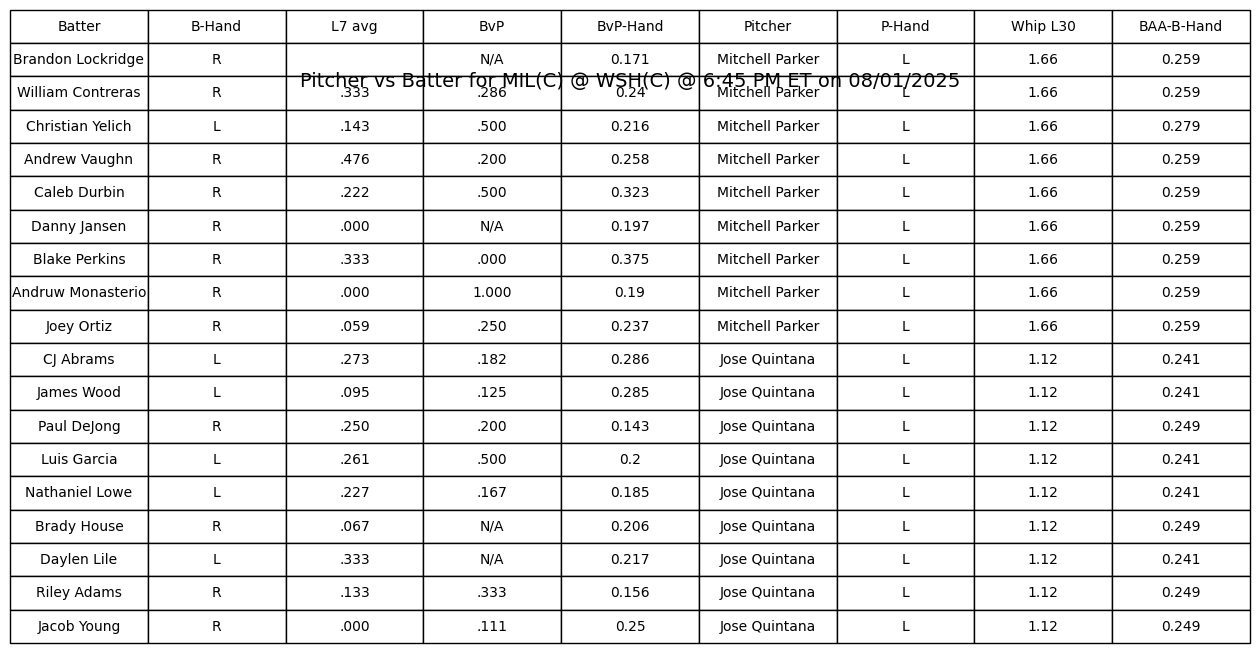 Batter B-Hand L7 avg BvP BvP-Hand Pitcher P-Hand Whip L30 BAA-B-Hand
Brandon Lockridge R N/A 0.171 Mitchell Parker L 1.66 0.259
Pitcher vs Batter for MIL(C) @ WSH(C) @ 6:45 PM ET on 08/01/2025
William Contreras R .333 .286 0.24 Mitchell Parker L 1.66 0.259
Christian Yelich L .143 .500 0.216 Mitchell Parker L 1.66 0.279
Andrew Vaughn R .476 .200 0.258 Mitchell Parker L 1.66 0.259
Caleb Durbin R .222 .500 0.323 Mitchell Parker L 1.66 0.259
Danny Jansen R .000 N/A 0.197 Mitchell Parker L 1.66 0.259
Blake Perkins R .333 .000 0.375 Mitchell Parker L 1.66 0.259
Andruw Monasterio R .000 1.000 0.19 Mitchell Parker L 1.66 0.259
Joey Ortiz R .059 .250 0.237 Mitchell Parker L 1.66 0.259
CJ Abrams L .273 .182 0.286 Jose Quintana L 1.12 0.241
James Wood L .095 .125 0.285 Jose Quintana L 1.12 0.241
Paul DeJong R .250 .200 0.143 Jose Quintana L 1.12 0.249
Luis Garcia L .261 .500 0.2 Jose Quintana L 1.12 0.241
Nathaniel Lowe L .227 .167 0.185 Jose Quintana L 1.12 0.241
Brady House R .067 N/A 0.206 Jose Quintana L 1.12 0.249
Daylen Lile L .333 N/A 0.217 Jose Quintana L 1.12 0.241
Riley Adams R .133 .333 0.156 Jose Quintana L 1.12 0.249
Jacob Young R .000 .111 0.25 Jose Quintana L 1.12 0.249